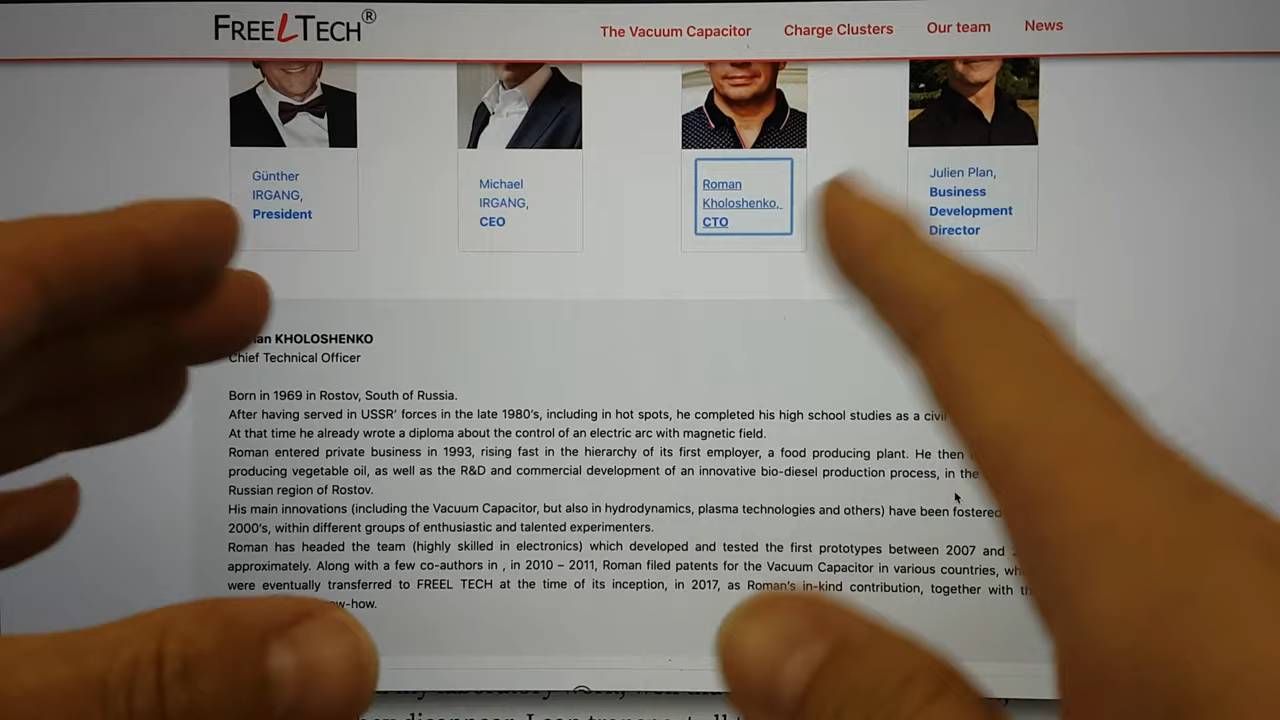 FREELTECH®
The Vacuum Capacitor Charge Clusters Our team News
Günther IRGANG, President
Michael IRGANG, CEO
Roman Kholoshenko, CTO
Julien Plan, Business Development Director
KHOLOSHENKO
Chief Technical Officer
Born in 1969 in Rostov, South of Russia.
After having served in USSR' forces in the late 1980's, including in hot spots, he completed his high school studies as a
At that time he already wrote a diploma about the control of an electric arc with magnetic field.
Roman entered private business in 1993, rising fast in the hierarchy of its first employer, a food producing plant. He then
producing vegetable oil, as well as the R&D and commercial development of an innovative bio-diesel production process, in the
Russian region of Rostov.
His main innovations (including the Vacuum Capacitor, but also in hydrodynamics, plasma technologies and others) have been fostered
2000's, within different groups of enthusiastic and talented experimenters.
Roman has headed the team (highly skilled in electronics) which developed and tested the first prototypes between 2007 and
approximately. Along with a few co-authors in , in 2010 – 2011, Roman filed patents for the Vacuum Capacitor in various countries,
were eventually transferred to FREEL TECH at the time of its inception, in 2017, as Roman's in-kind contribution, together with